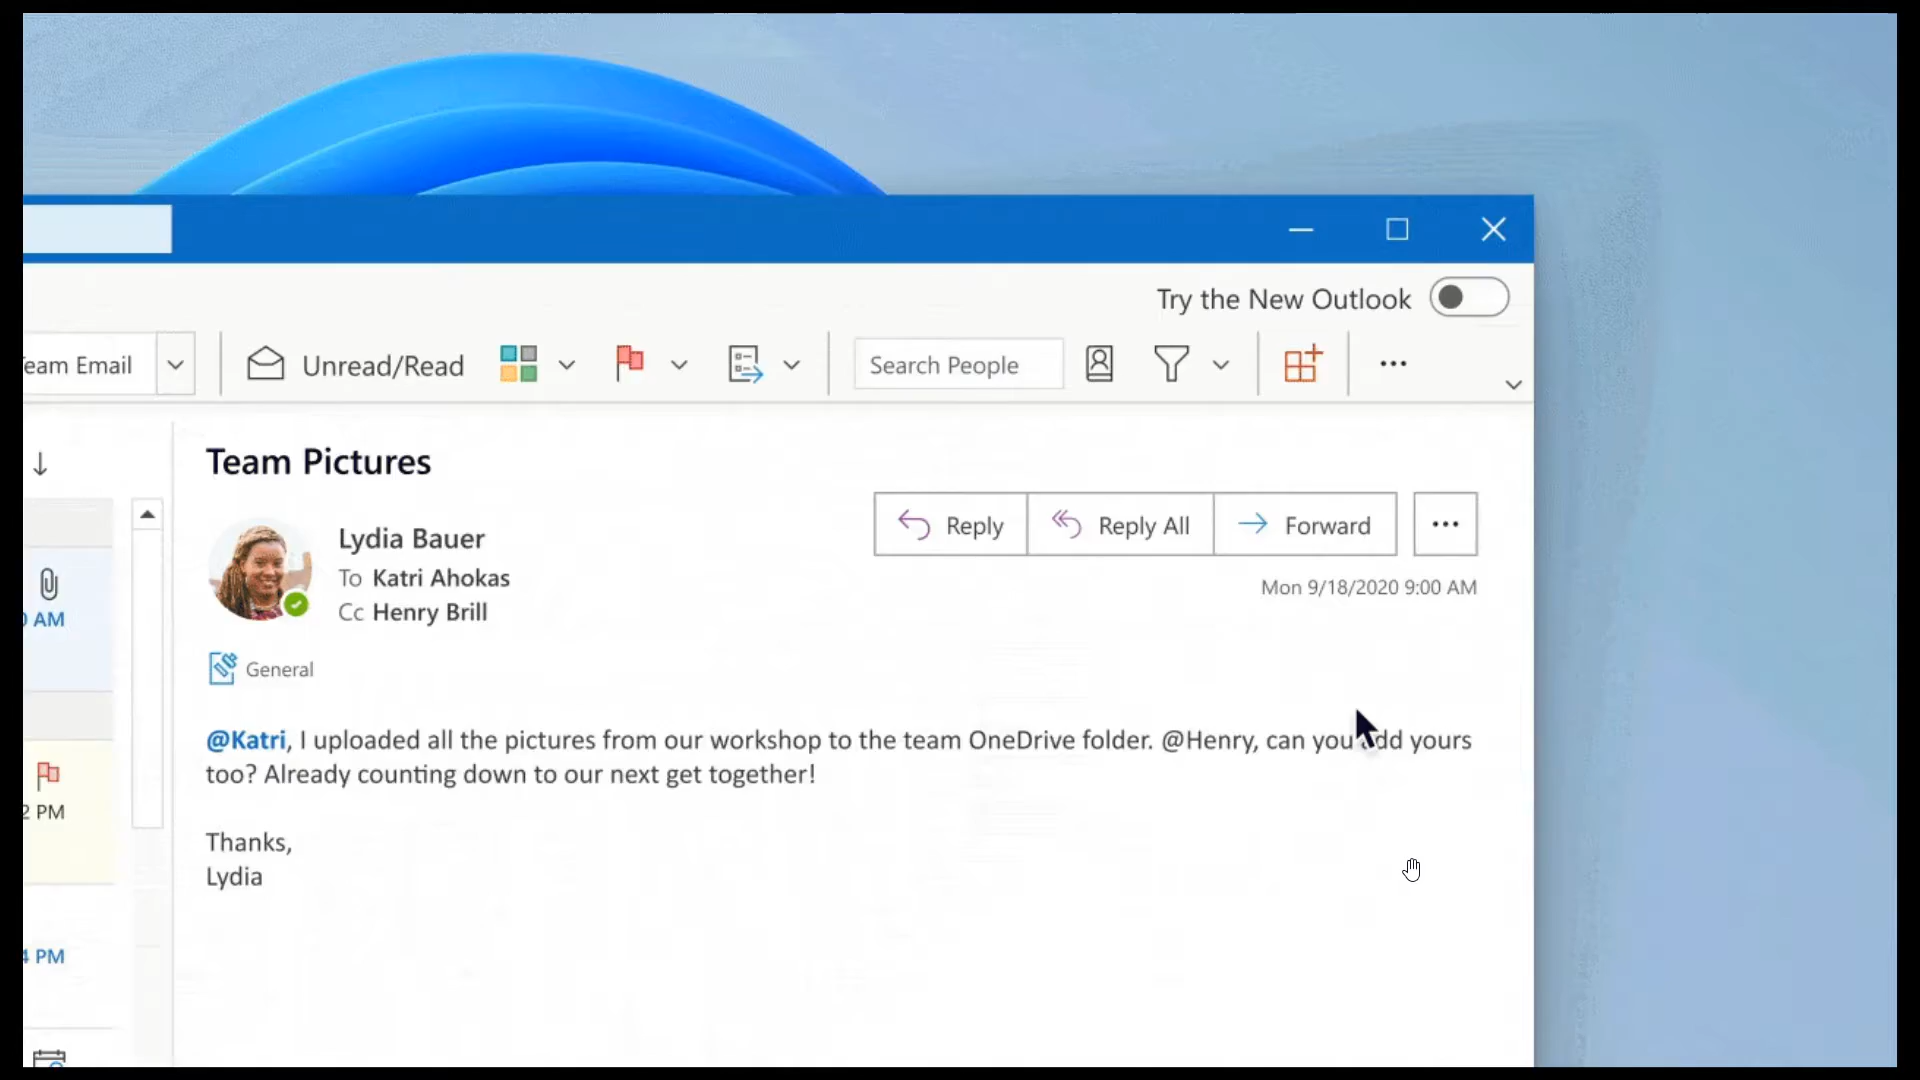 Try the New Outlook
Team Email
Unread/Read
Search People
Team Pictures
Reply
Reply All
Forward
Lydia Bauer
To Katri Ahokas
Cc Henry Brill
Mon 9/18/2020 9:00 AM
AM
General
@Katri, I uploaded all the pictures from our workshop to the team OneDrive folder. @Henry, can you add yours
too? Already counting down to our next get together!
2 PM
Thanks,
Lydia
4 PM